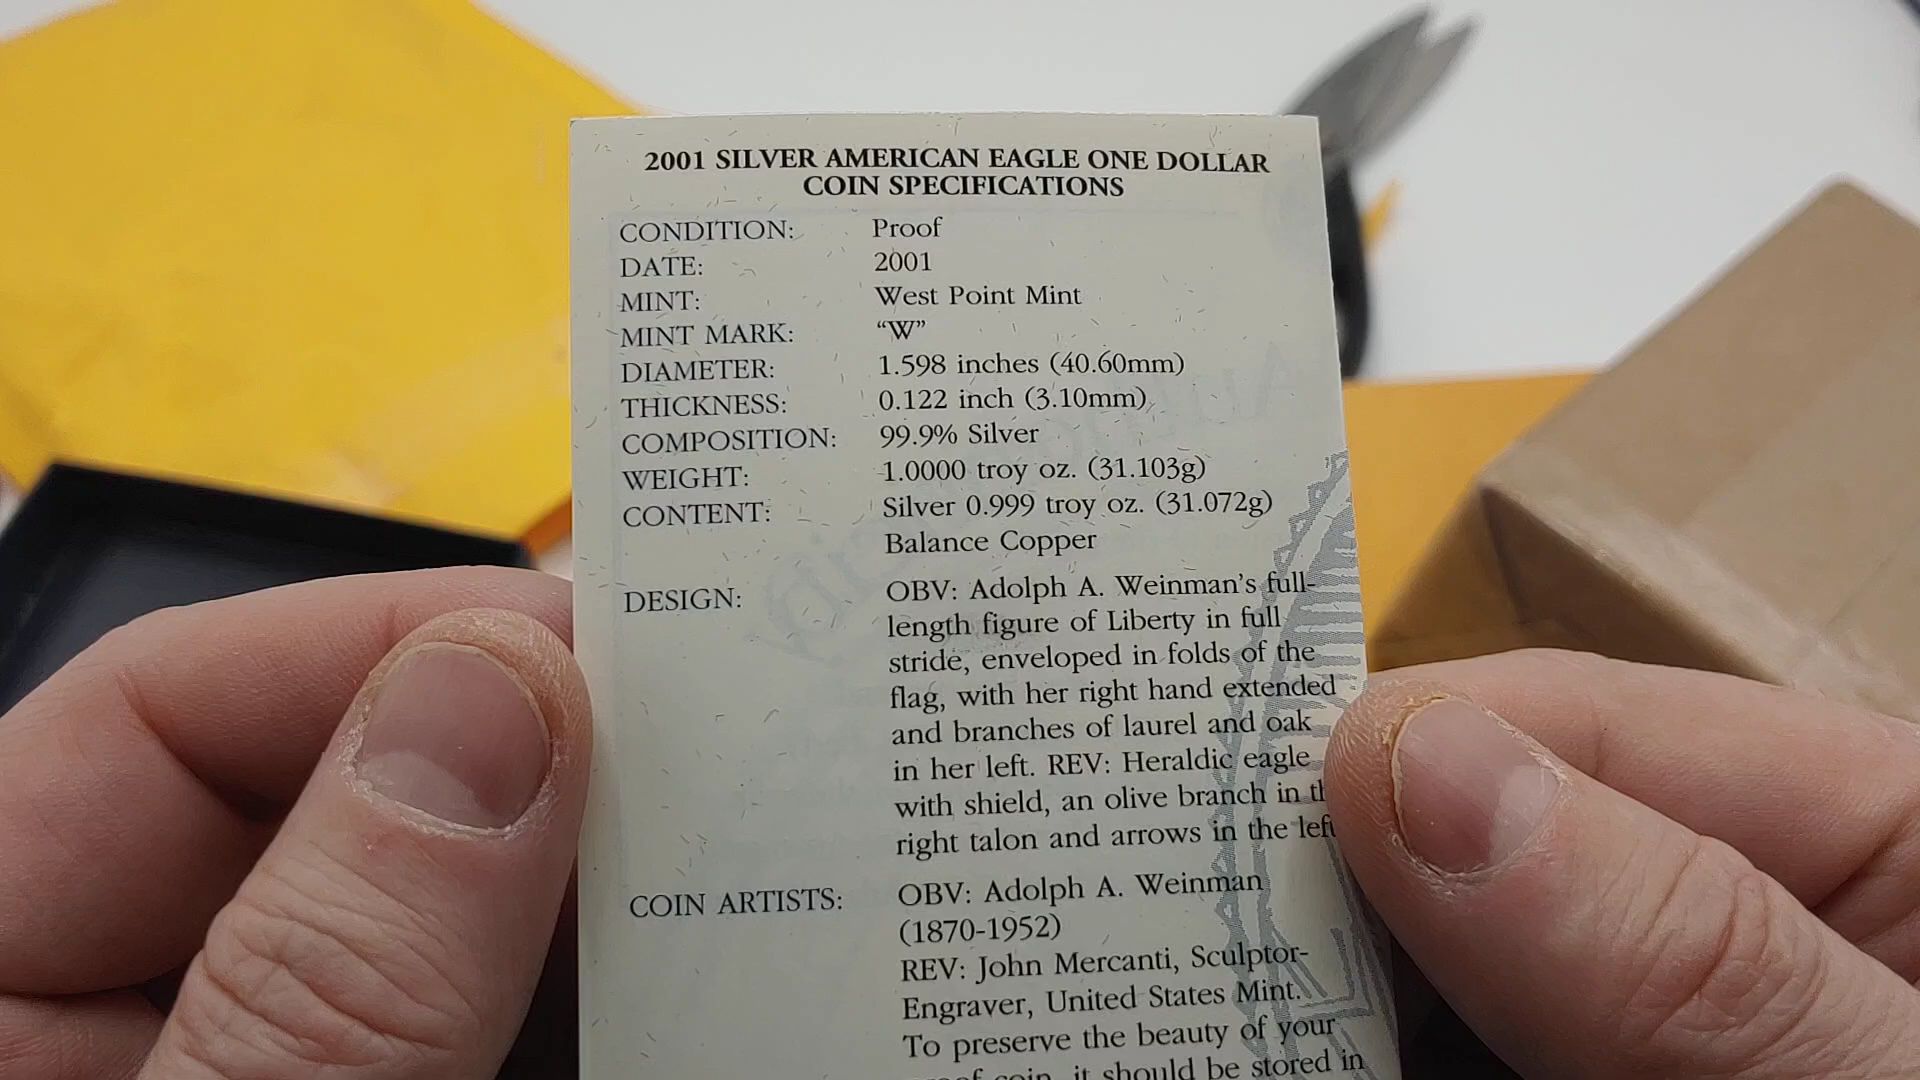 2001 SILVER AMERICAN EAGLE ONE DOLLAR
COIN SPECIFICATIONS
CONDITION: Proof
DATE: 2001
MINT: West Point Mint
MINT MARK: “W”
DIAMETER: 1.598 inches (40.60mm)
THICKNESS: 0.122 inch (3.10mm)
COMPOSITION: 99.9% Silver
WEIGHT: 1.0000 troy oz. (31.103g)
CONTENT: Silver 0.999 troy oz. (31.072g)
Balance Copper
DESIGN: OBV: Adolph A. Weinman's full-
length figure of Liberty in full
stride, enveloped in folds of the
flag, with her right hand extended
and branches of laurel and oak
in her left. REV: Heraldic eagle
with shield, an olive branch in
right talon and arrows in the left
COIN ARTISTS: OBV: Adolph A. Weinman
(1870-1952)
REV: John Mercanti, Sculptor-
Engraver, United States Mint.
To preserve the beauty of your
coin, it should be stored in